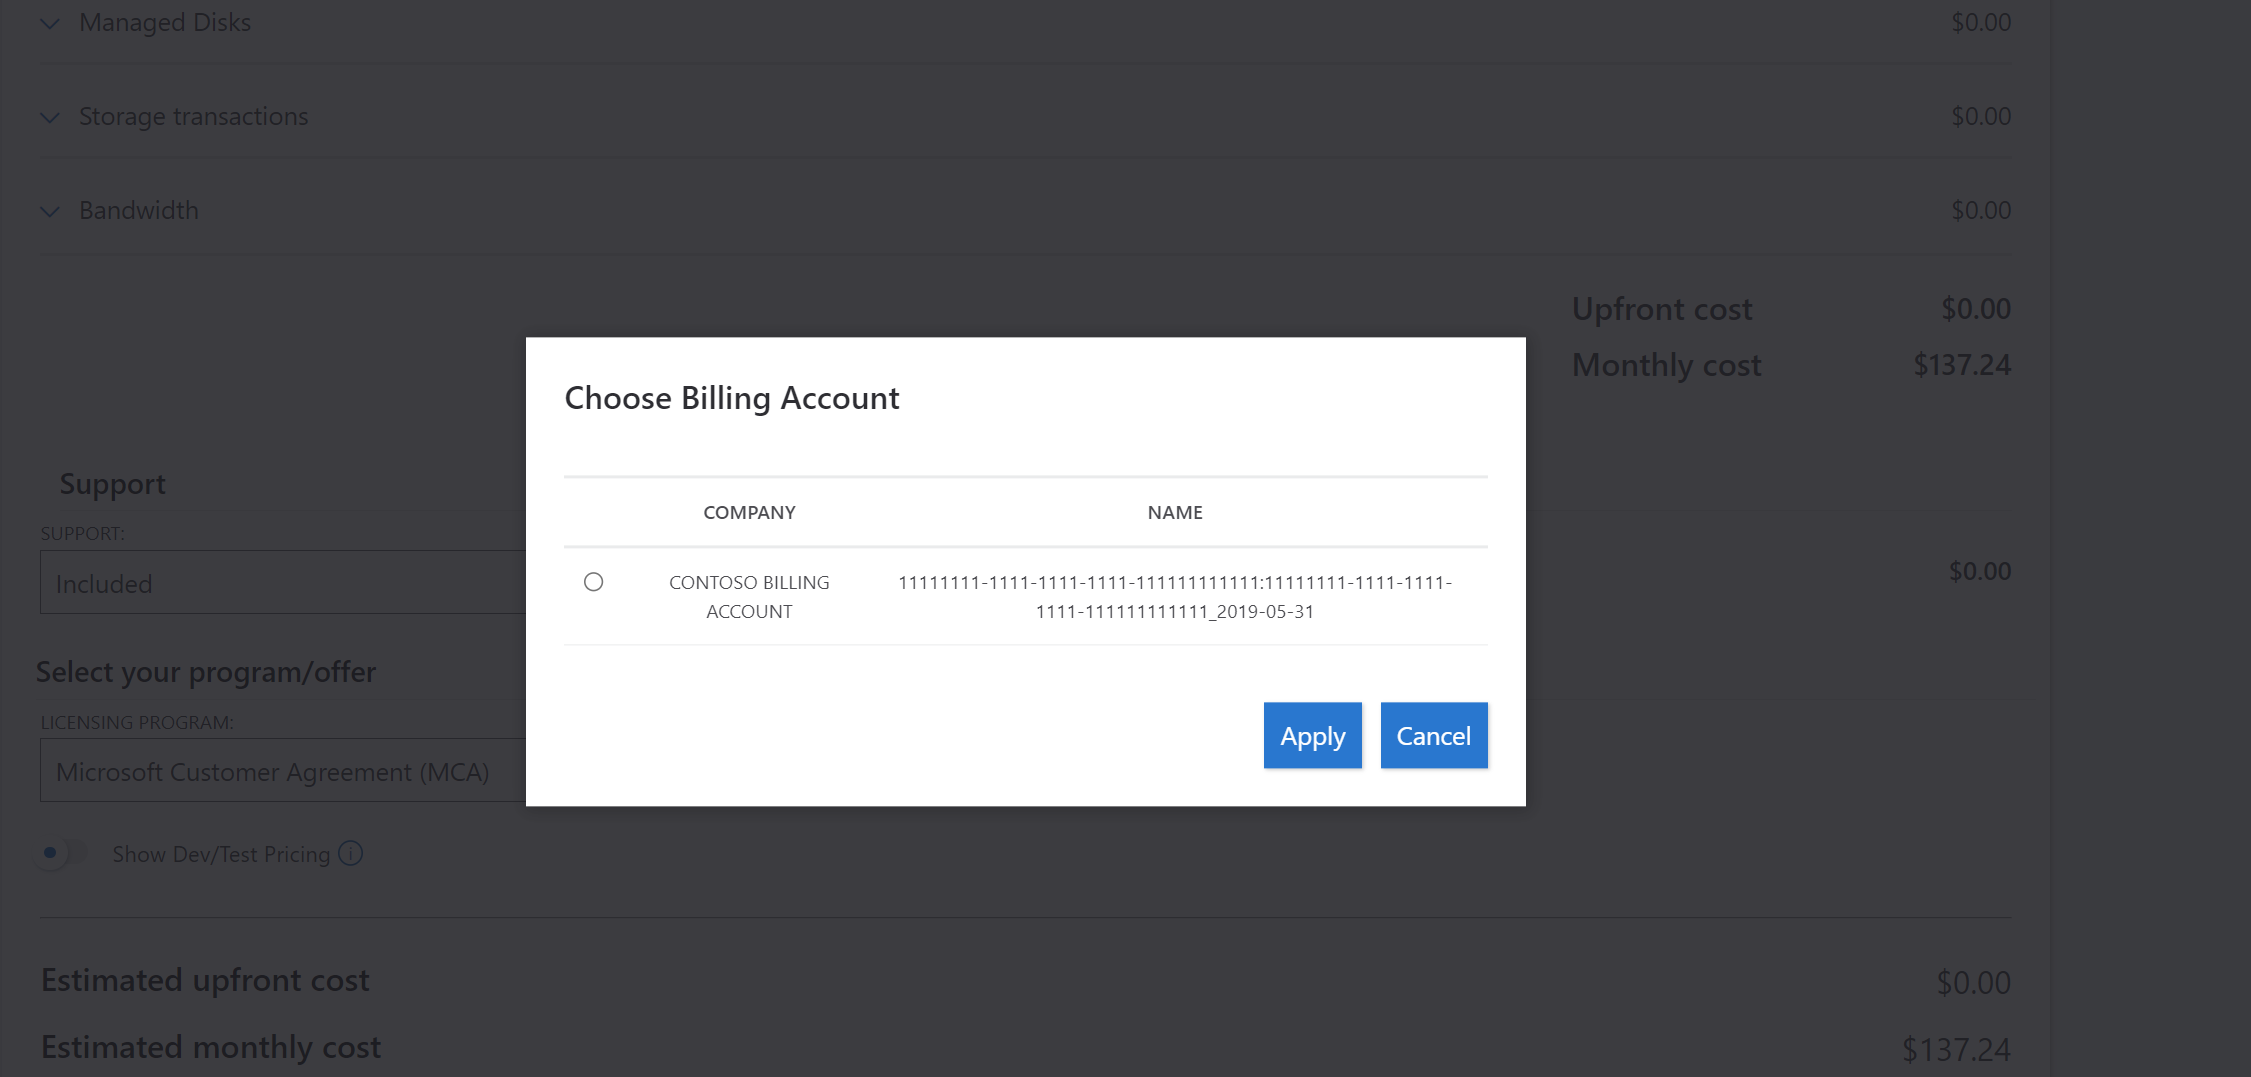 Managed Disks $0.00
Storage transactions $0.00
Bandwidth $0.00
Upfront cost $0.00
Monthly cost $137.24
Choose Billing Account
COMPANY NAME
CONTOSO BILLING
ACCOUNT
11111111-1111-1111-1111-111111111111:11111111-1111-1111-
1111-111111111111_2019-05-31
Apply Cancel
Support
SUPPORT:
Included $0.00
Select your program/offer
LICENSING PROGRAM:
Microsoft Customer Agreement (MCA)
Show Dev/Test Pricing
Estimated upfront cost $0.00
Estimated monthly cost $137.24